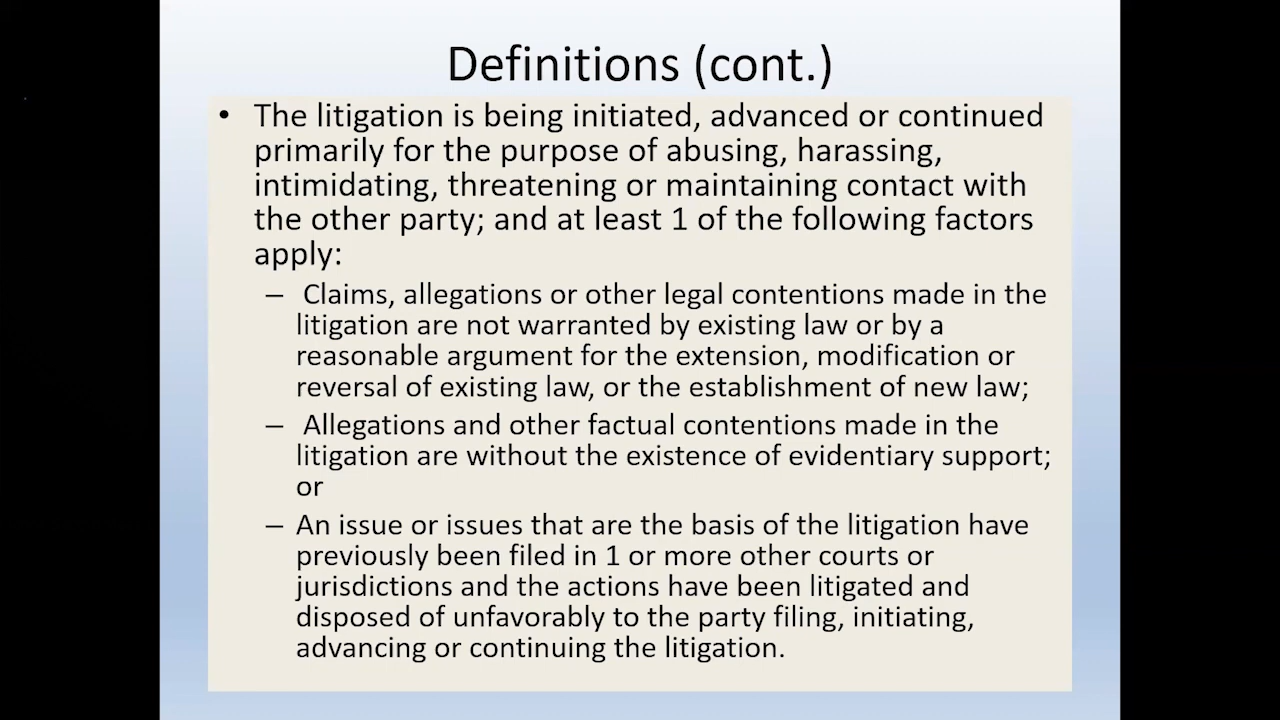 Definitions (cont.)
• The litigation is being initiated, advanced or continued
primarily for the purpose of abusing, harassing,
intimidating, threatening or maintaining contact with
the other party; and at least 1 of the following factors
apply:
– Claims, allegations or other legal contentions made in the
litigation are not warranted by existing law or by a
reasonable argument for the extension, modification or
reversal of existing law, or the establishment of new law;
– Allegations and other factual contentions made in the
litigation are without the existence of evidentiary support;
or
– An issue or issues that are the basis of the litigation have
previously been filed in 1 or more other courts or
jurisdictions and the actions have been litigated and
disposed of unfavorably to the party filing, initiating,
advancing or continuing the litigation.